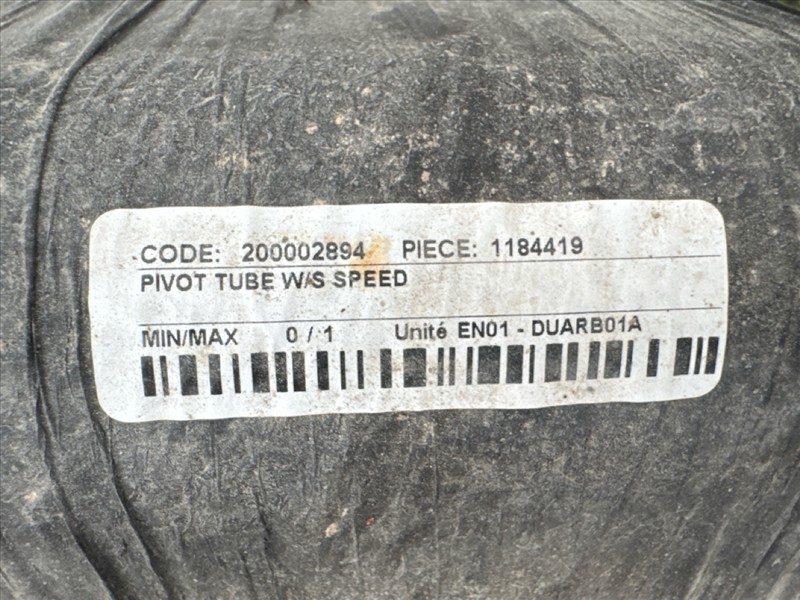 CODE: 200002894 PIECE: 1184419
PIVOT TUBE W/S SPEED
MIN/MAX 0 / 1 Unité EN01 - DUARB01A